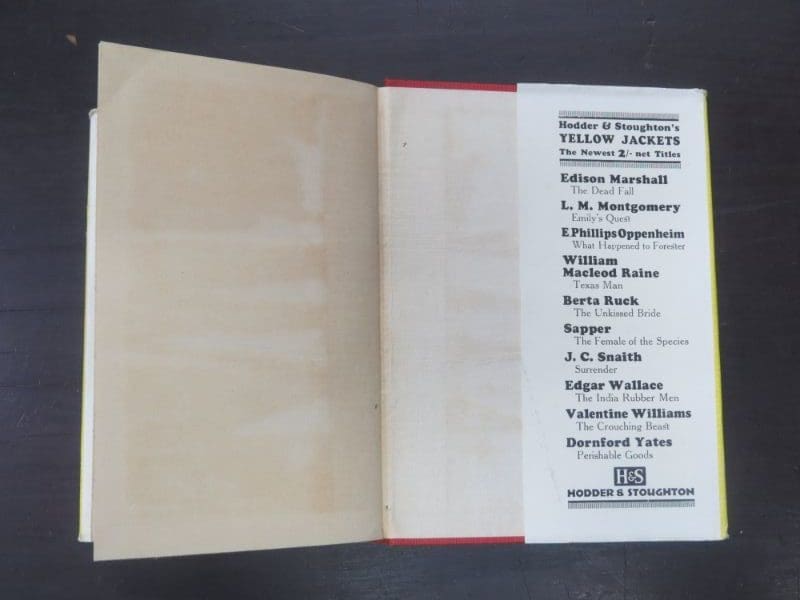 Hodder & Stoughton's
YELLOW JACKETS
The Newest 2/- net Titles
Edison Marshall
The Dead Fall
L. M. Montgomery
Emily's Quest
E Phillips Oppenheim
What Happened to Forester
William
Macleod Raine
Texas Man
Berta Ruck
The Unkissed Bride
Sapper
The Female of the Species
J. C. Snaith
Surrender
Edgar Wallace
The India Rubber Men
Valentine Williams
The Crouching Beast
Dornford Yates
Perishable Goods
H&S
HODDER & STOUGHTON